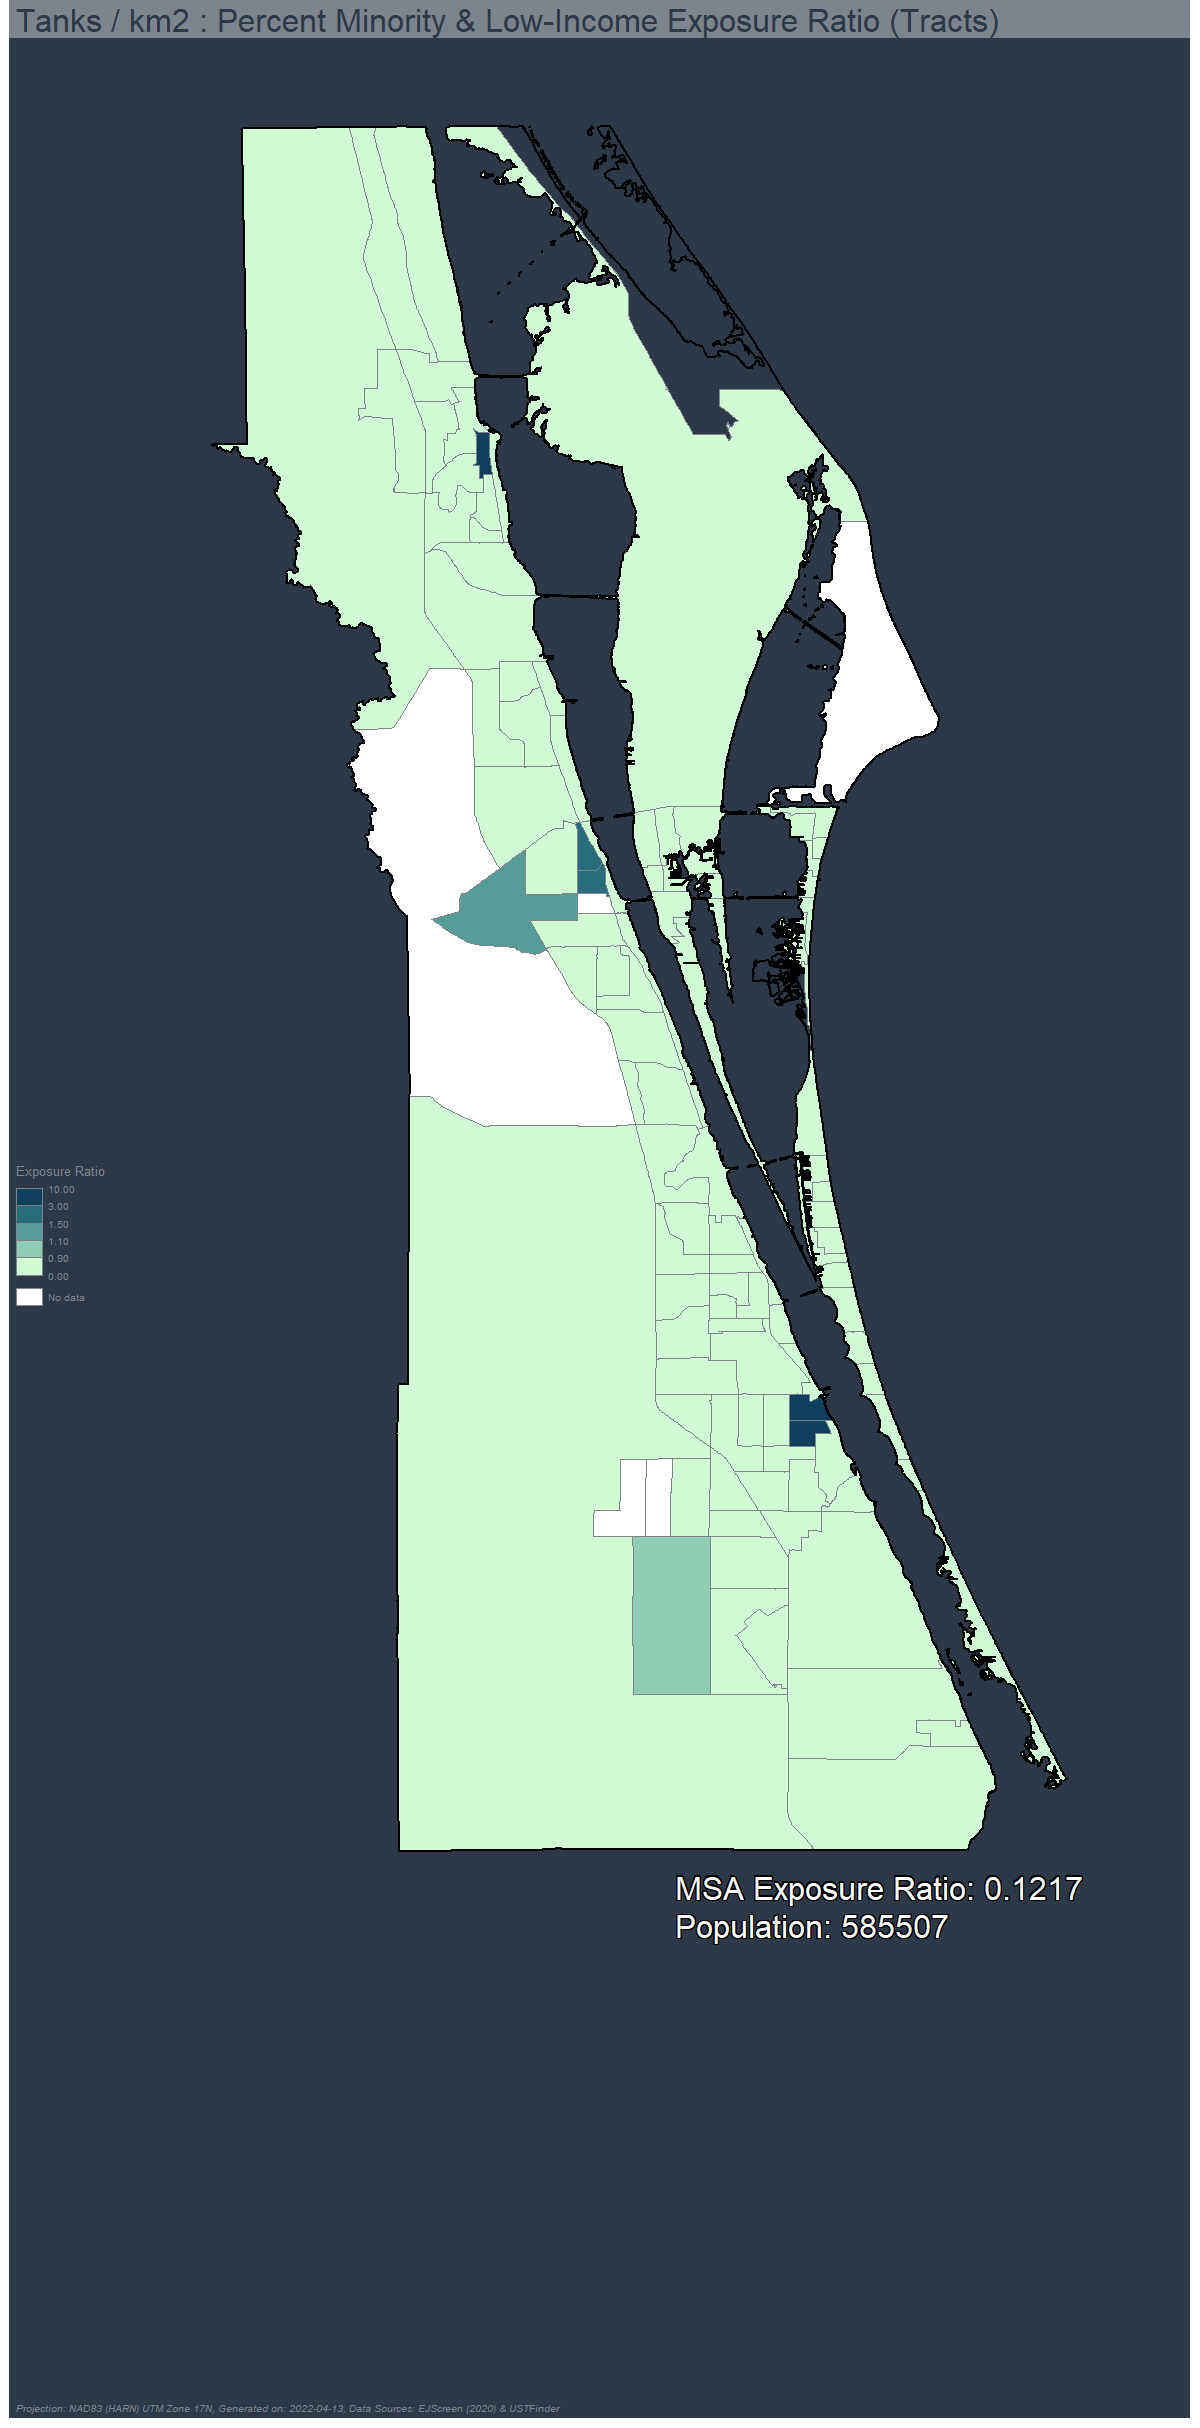 Tanks / km2 : Percent Minority & Low-Income Exposure Ratio (Tracts)
Exposure Ratio
10.00
3.00
1.50
1.10
0.90
0.00
No data
MSA Exposure Ratio: 0.1217
Population: 585507
Projection: NAD83 (HARN) UTM Zone 17N, Generated on: 2022-04-13, Data Sources: EJScreen (2020) & USTFinder